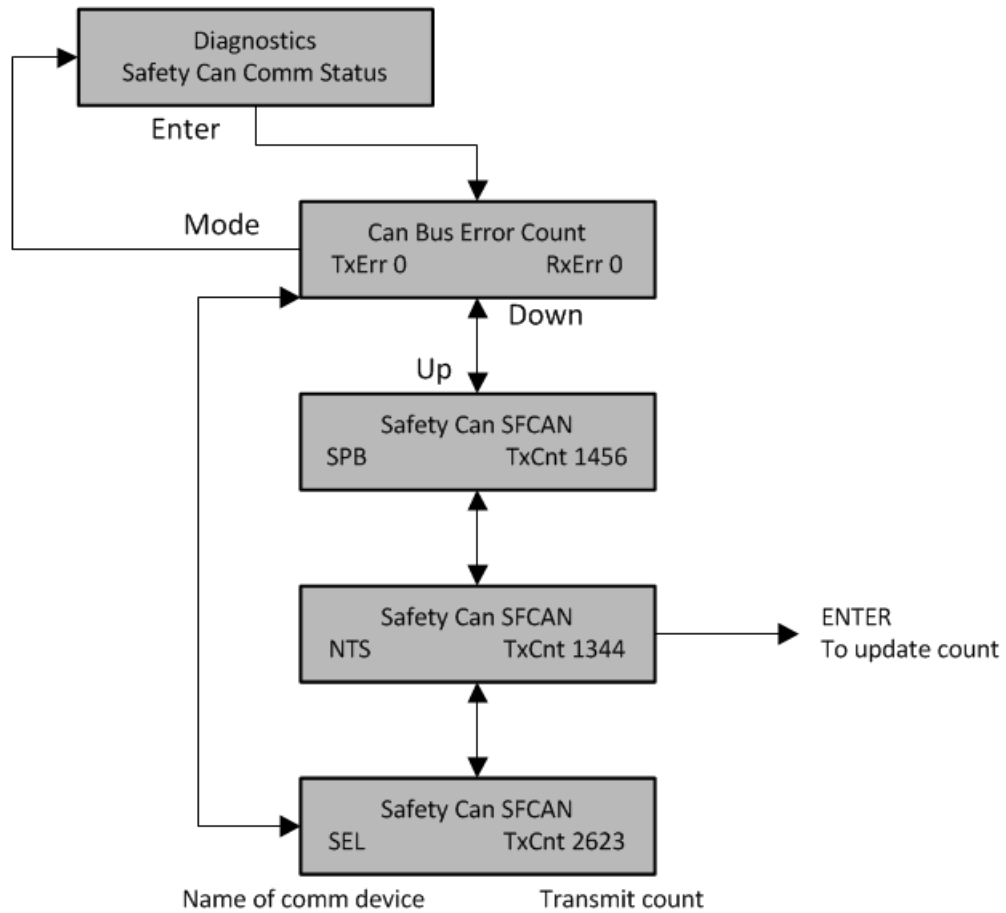 Diagnostics
Safety Can Comm Status
Enter
Mode
Can Bus Error Count
TxErr 0 RxErr 0
Down
Up
Safety Can SFCAN
SPB TxCnt 1456
Safety Can SFCAN
NTS TxCnt 1344
ENTER
To update count
Safety Can SFCAN
SEL TxCnt 2623
Name of comm device Transmit count